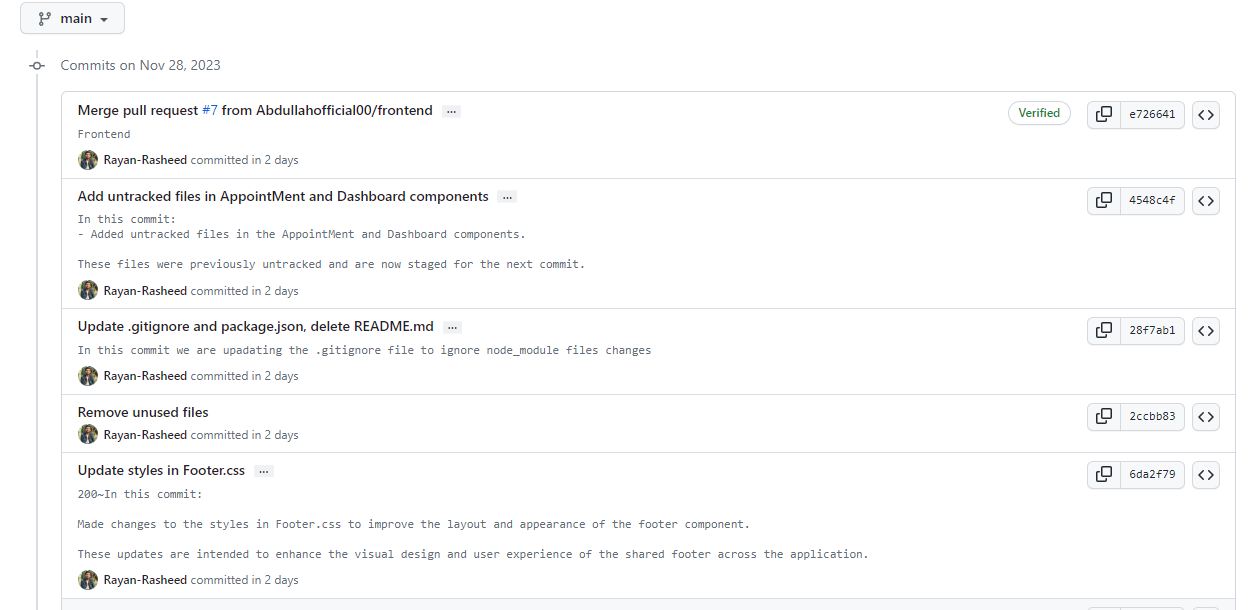 main
Commits on Nov 28, 2023
Merge pull request #7 from Abdullahofficial00/frontend ...
Verified
e726641
Frontend
Rayan-Rasheed committed in 2 days
Add untracked files in AppointMent and Dashboard components ...
4548c4f
In this commit:
- Added untracked files in the AppointMent and Dashboard components.
These files were previously untracked and are now staged for the next commit.
Rayan-Rasheed committed in 2 days
Update .gitignore and package.json, delete README.md ...
28f7ab1
In this commit we are upadating the .gitignore file to ignore node_module files changes
Rayan-Rasheed committed in 2 days
Remove unused files
2ccbb83
Rayan-Rasheed committed in 2 days
Update styles in Footer.css ...
6da2f79
200~In this commit:
Made changes to the styles in Footer.css to improve the layout and appearance of the footer component.
These updates are intended to enhance the visual design and user experience of the shared footer across the application.
Rayan-Rasheed committed in 2 days